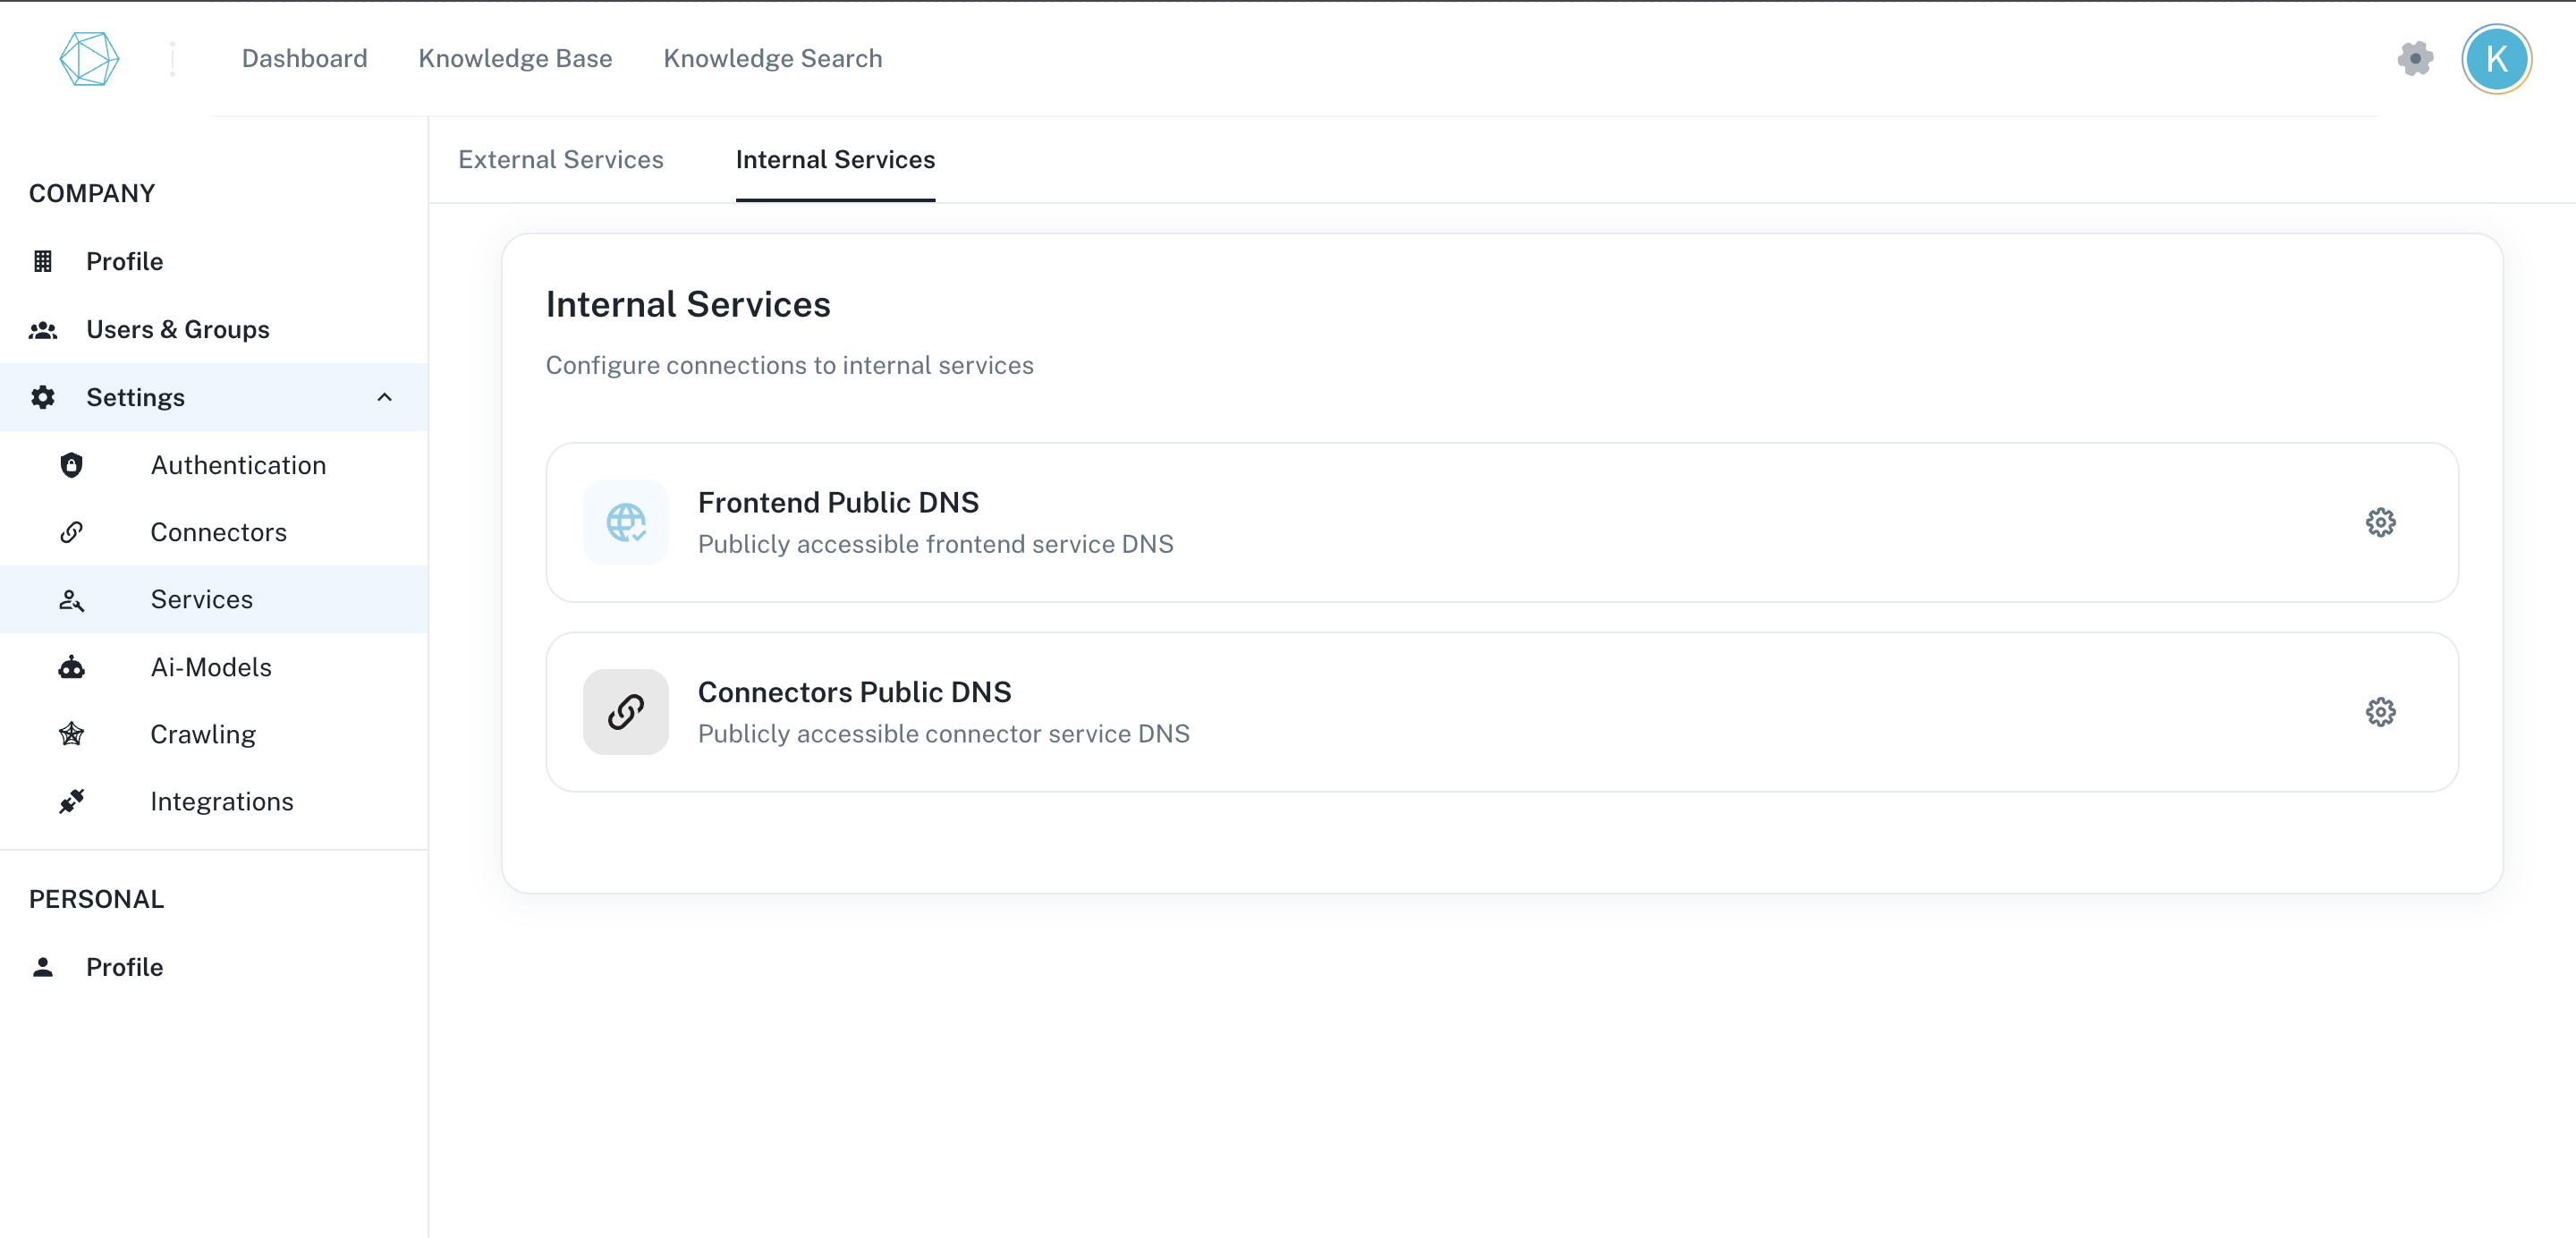 Dashboard
Knowledge Base
Knowledge Search
K
COMPANY
Profile
Users & Groups
Settings
Authentication
Connectors
Services
Ai-Models
Crawling
Integrations
PERSONAL
Profile
External Services
Internal Services
Internal Services
Configure connections to internal services
Frontend Public DNS
Publicly accessible frontend service DNS
Connectors Public DNS
Publicly accessible connector service DNS